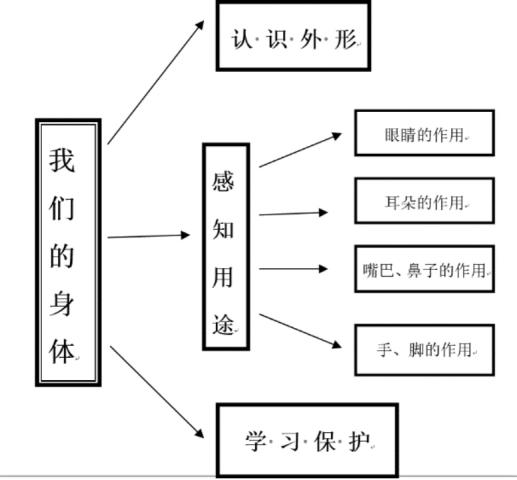 认识外形
我们的身体
感知用途
眼睛的作用
耳朵的作用
嘴巴、鼻子的作用
手、脚的作用
学习保护